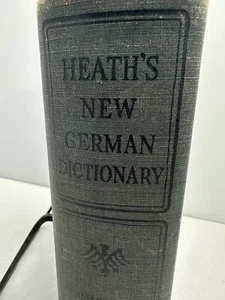 HEATH'S
NEW
GERMAN
DICTIONARY